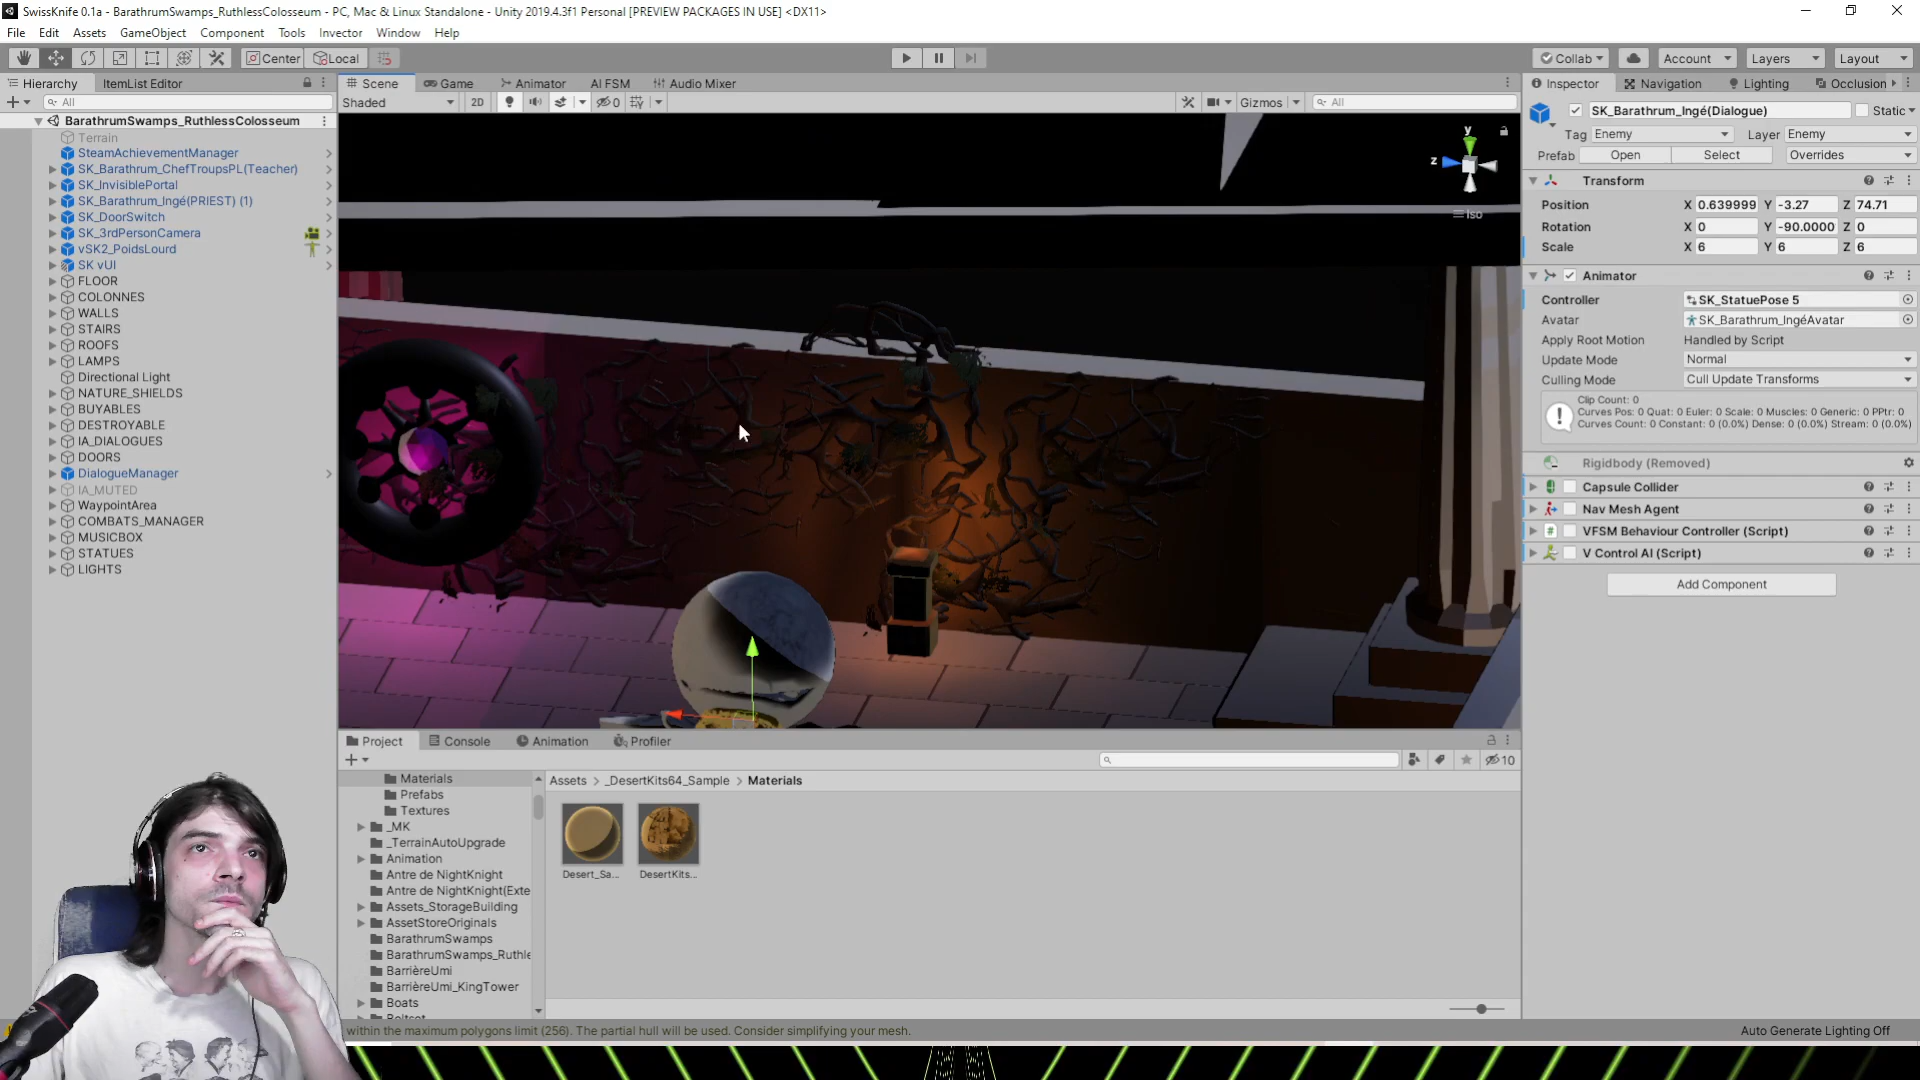 SwissKnife 0.1a - BarathrumSwamps_RuthlessColosseum - PC, Mac & Linux Standalone - Unity 2019.4.3f1 Personal [PREVIEW PACKAGES IN USE] <DX11>
File Edit Assets GameObject Component Tools Invector Window Help
Center Local Collab Account Layers Layout
Hierarchy ItemList Editor Scene Game Animator AI FSM Audio Mixer Inspector Navigation Lighting Occlusion
All Shaded 2D 0 Gizmos All
BarathrumSwamps_RuthlessColosseum
Terrain
SteamAchievementManager
SK_Barathrum_ChefTroupsPL(Teacher)
SK_InvisiblePortal
SK_Barathrum_Ingé(PRIEST) (1)
SK_DoorSwitch
SK_3rdPersonCamera
vSK2_PoidsLourd
SK vUI
FLOOR
COLONNES
WALLS
STAIRS
ROOFS
LAMPS
Directional Light
NATURE_SHIELDS
BUYABLES
DESTROYABLE
IA_DIALOGUES
DOORS
DialogueManager
IA_MUTED
WaypointArea
COMBATS_MANAGER
MUSICBOX
STATUES
LIGHTS
y
z
Iso
SK_Barathrum_Ingé(Dialogue) Static
Tag Enemy Layer Enemy
Prefab Open Select Overrides
Transform
Position X 0.639999 Y -3.27 Z 74.71
Rotation X 0 Y -90.0000 Z 0
Scale X 6 Y 6 Z 6
Animator
Controller SK_StatuePose 5
Avatar SK_Barathrum_IngéAvatar
Apply Root Motion Handled by Script
Update Mode Normal
Culling Mode Cull Update Transforms
Clip Count: 0
Curves Pos: 0 Quat: 0 Euler: 0 Scale: 0 Muscles: 0 Generic: 0 PPtr: 0
Curves Count: 0 Constant: 0 (0.0%) Dense: 0 (0.0%) Stream: 0 (0.0%)
Rigidbody (Removed)
Capsule Collider
Nav Mesh Agent
VFSM Behaviour Controller (Script)
V Control AI (Script)
Add Component
Project Console Animation Profiler
10
Materials
Prefabs
Textures
_MK
_TerrainAutoUpgrade
Animation
Antre de NightKnight
Antre de NightKnight(Exte
Assets_StorageBuilding
AssetStoreOriginals
BarathrumSwamps
BarathrumSwamps_Ruthle
BarrièreUmi
BarrièreUmi_KingTower
Boats
Assets > _DesertKits64_Sample > Materials
Desert_Sa... DesertKits...
within the maximum polygons limit (256). The partial hull will be used. Consider simplifying your mesh.
Auto Generate Lighting Off